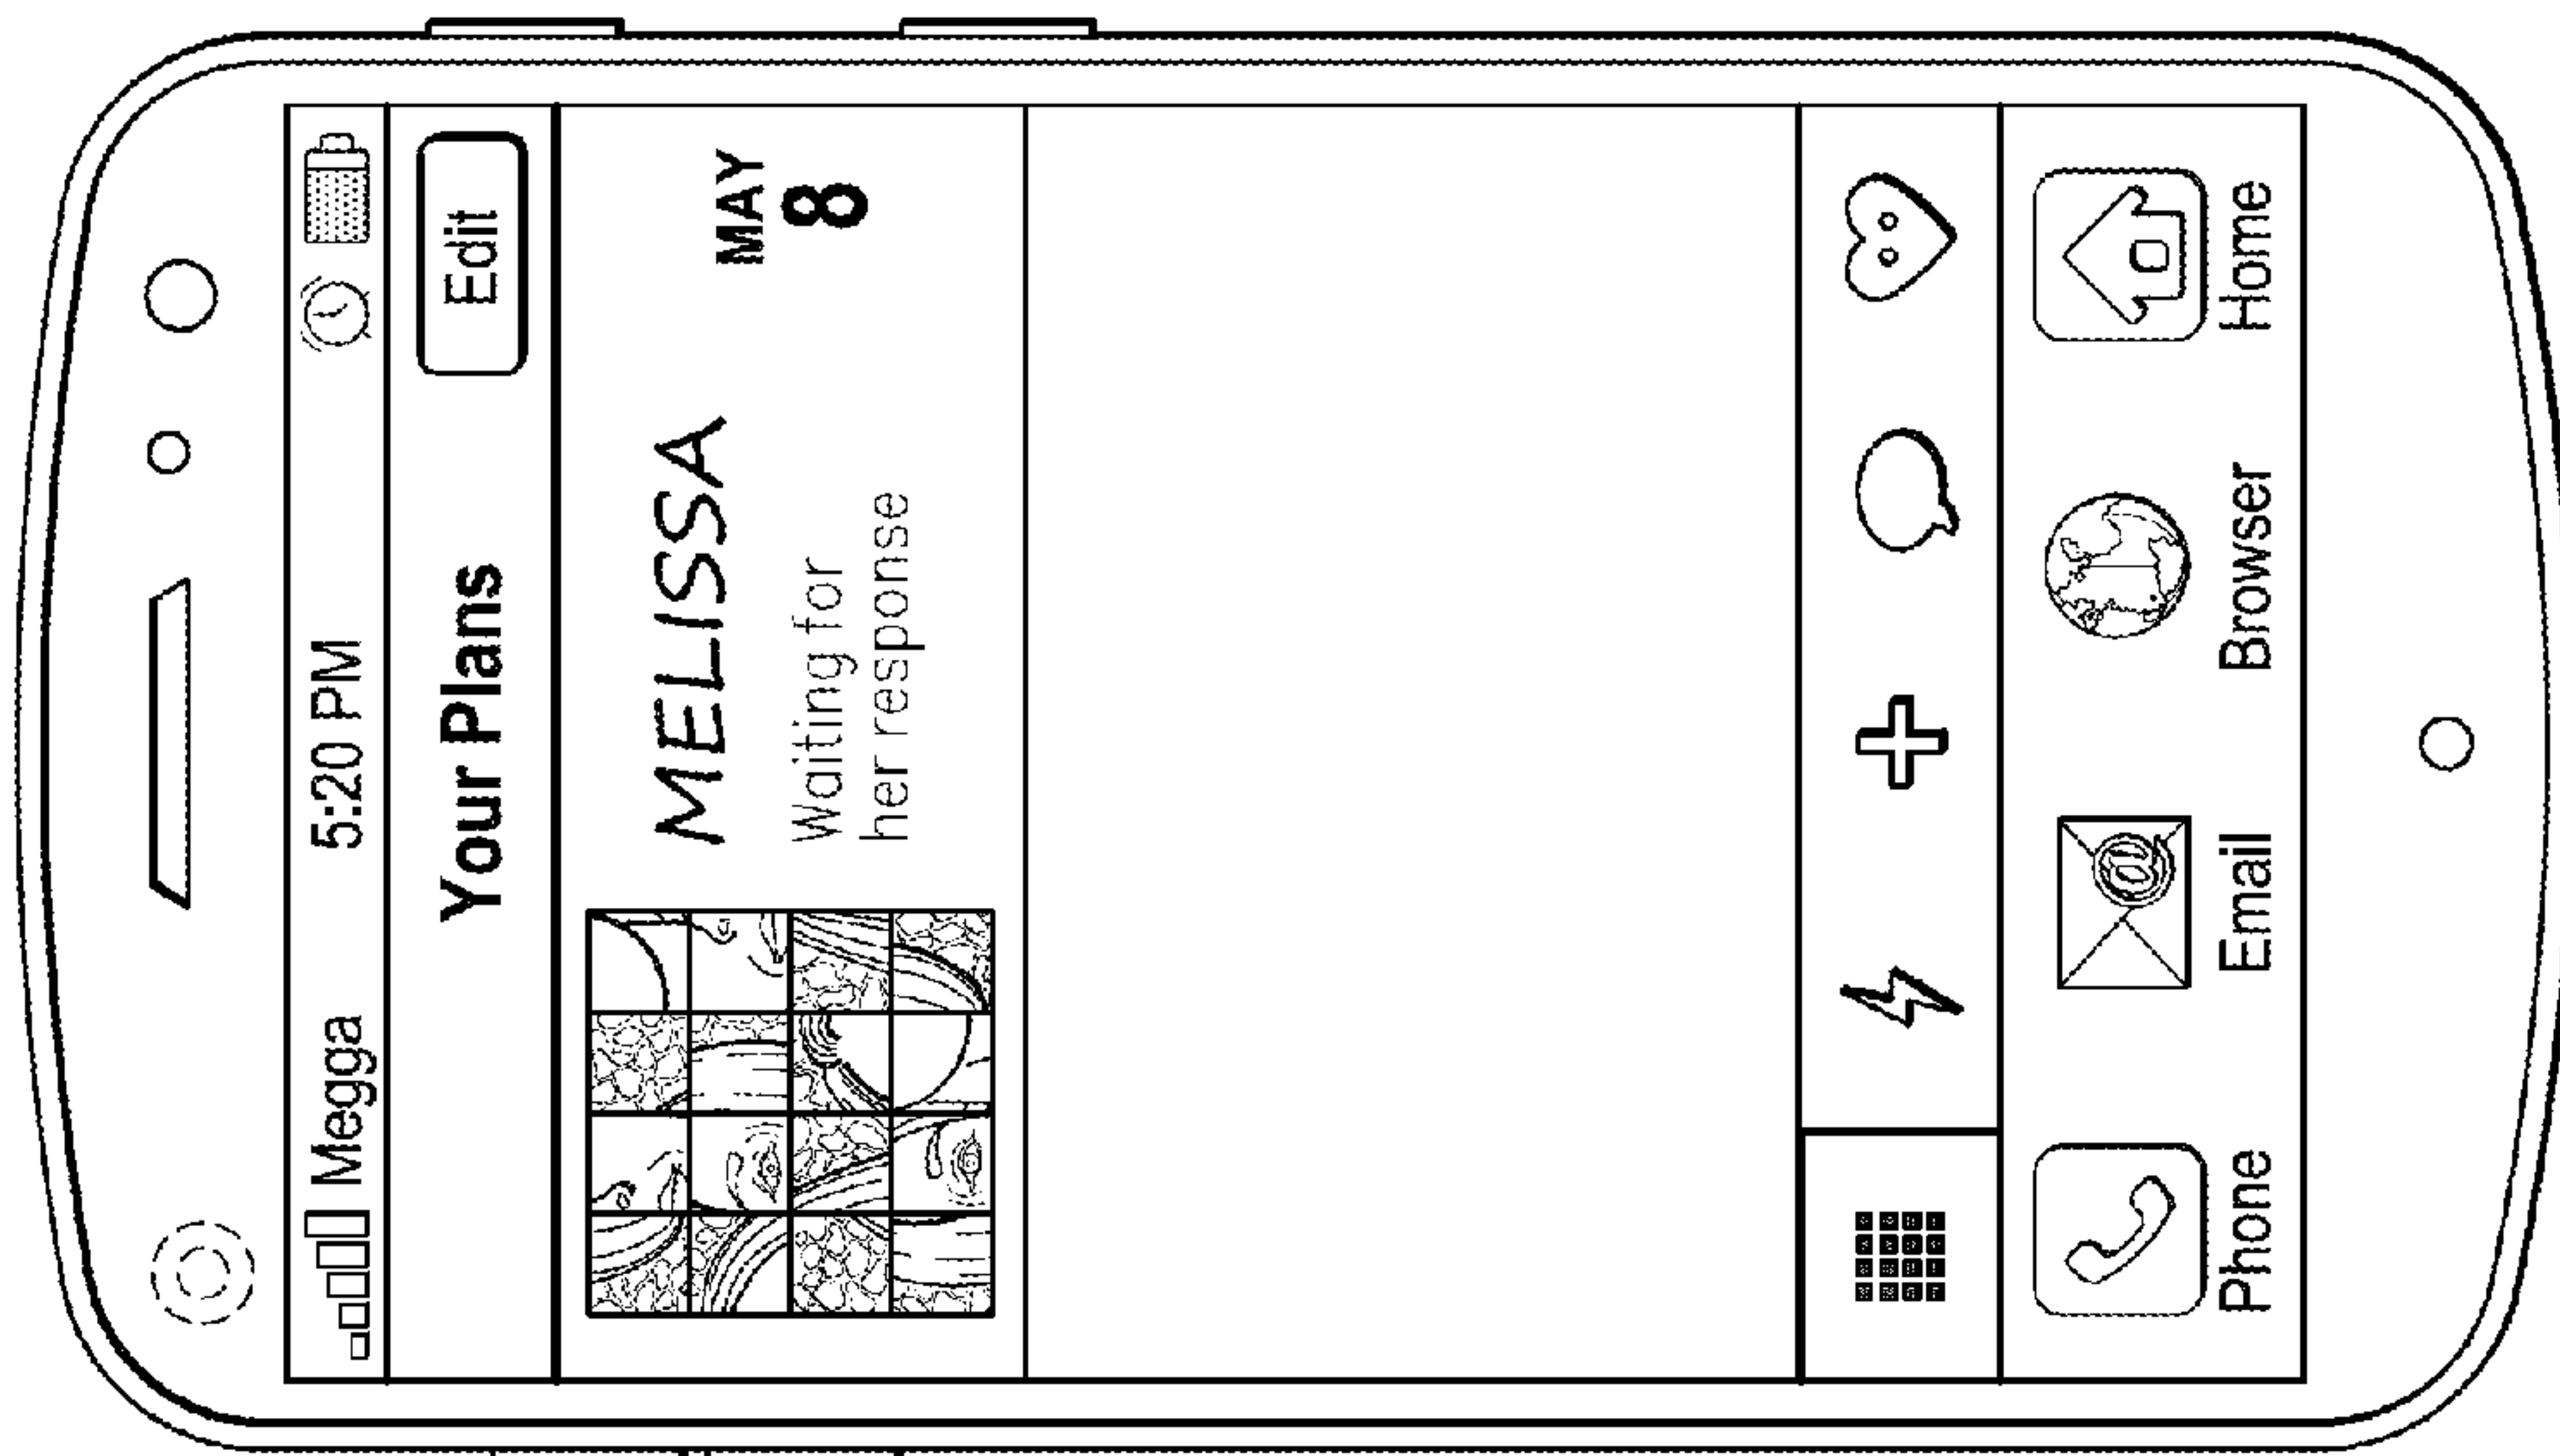 Megga 5:20 PM
Your Plans Edit
MELISSA
MAY
8
Waiting for
her response
@
Phone Email Browser Home